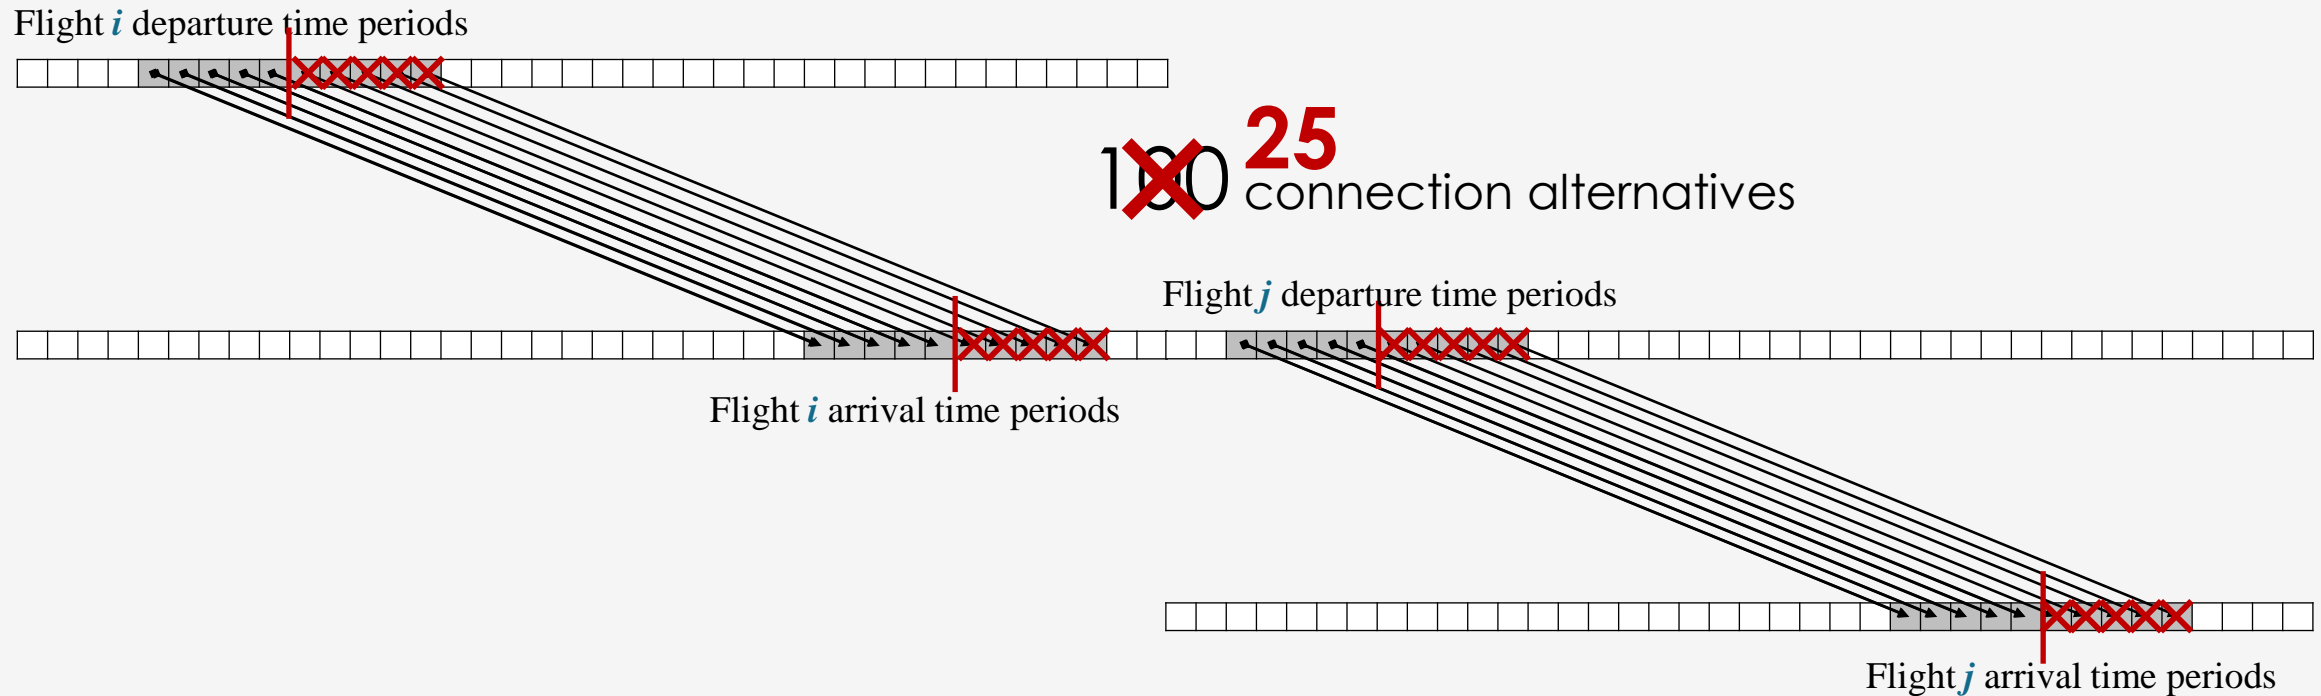 Flight i departure time periods
25
100 connection alternatives
Flight j departure time periods
Flight i arrival time periods
Flight j arrival time periods